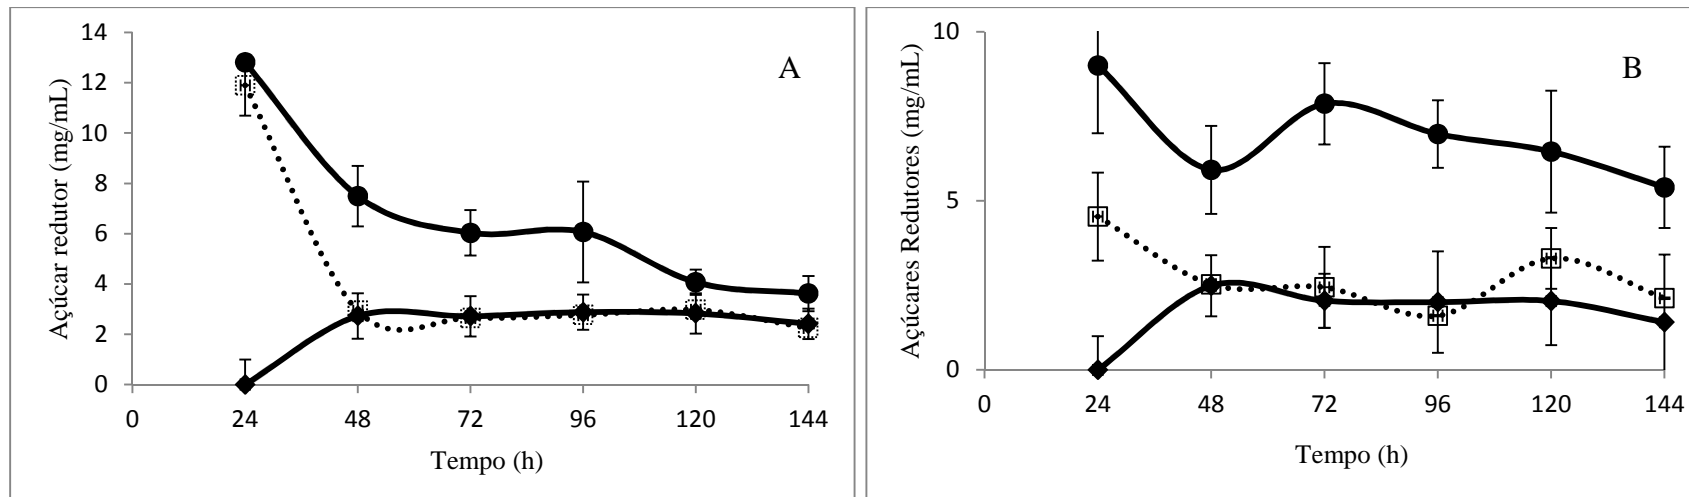 A
Açúcar redutor (mg/mL)
14
12
10
8
6
4
2
0
0 24 48 72 96 120 144
Tempo (h)
B
Açúcares Redutores (mg/mL)
10
5
0
0 24 48 72 96 120 144
Tempo (h)